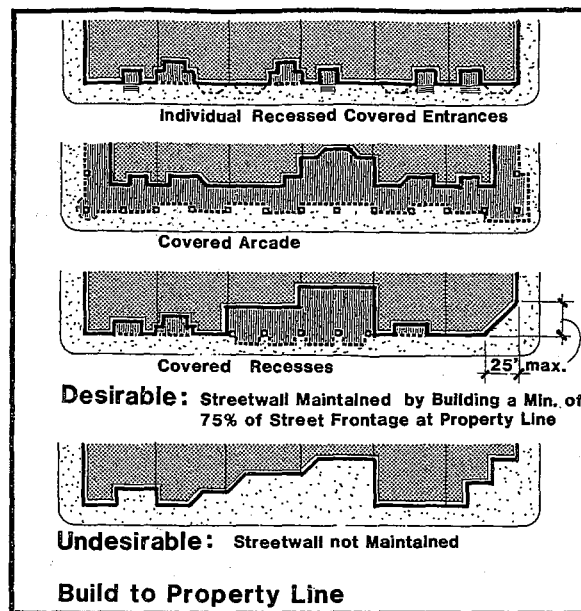 Individual Recessed Covered Entrances
Covered Arcade
Covered Recesses
25' max.
Desirable: Streetwall Maintained by Building a Min. of
75% of Street Frontage at Property Line
Undesirable: Streetwall not Maintained
Build to Property Line